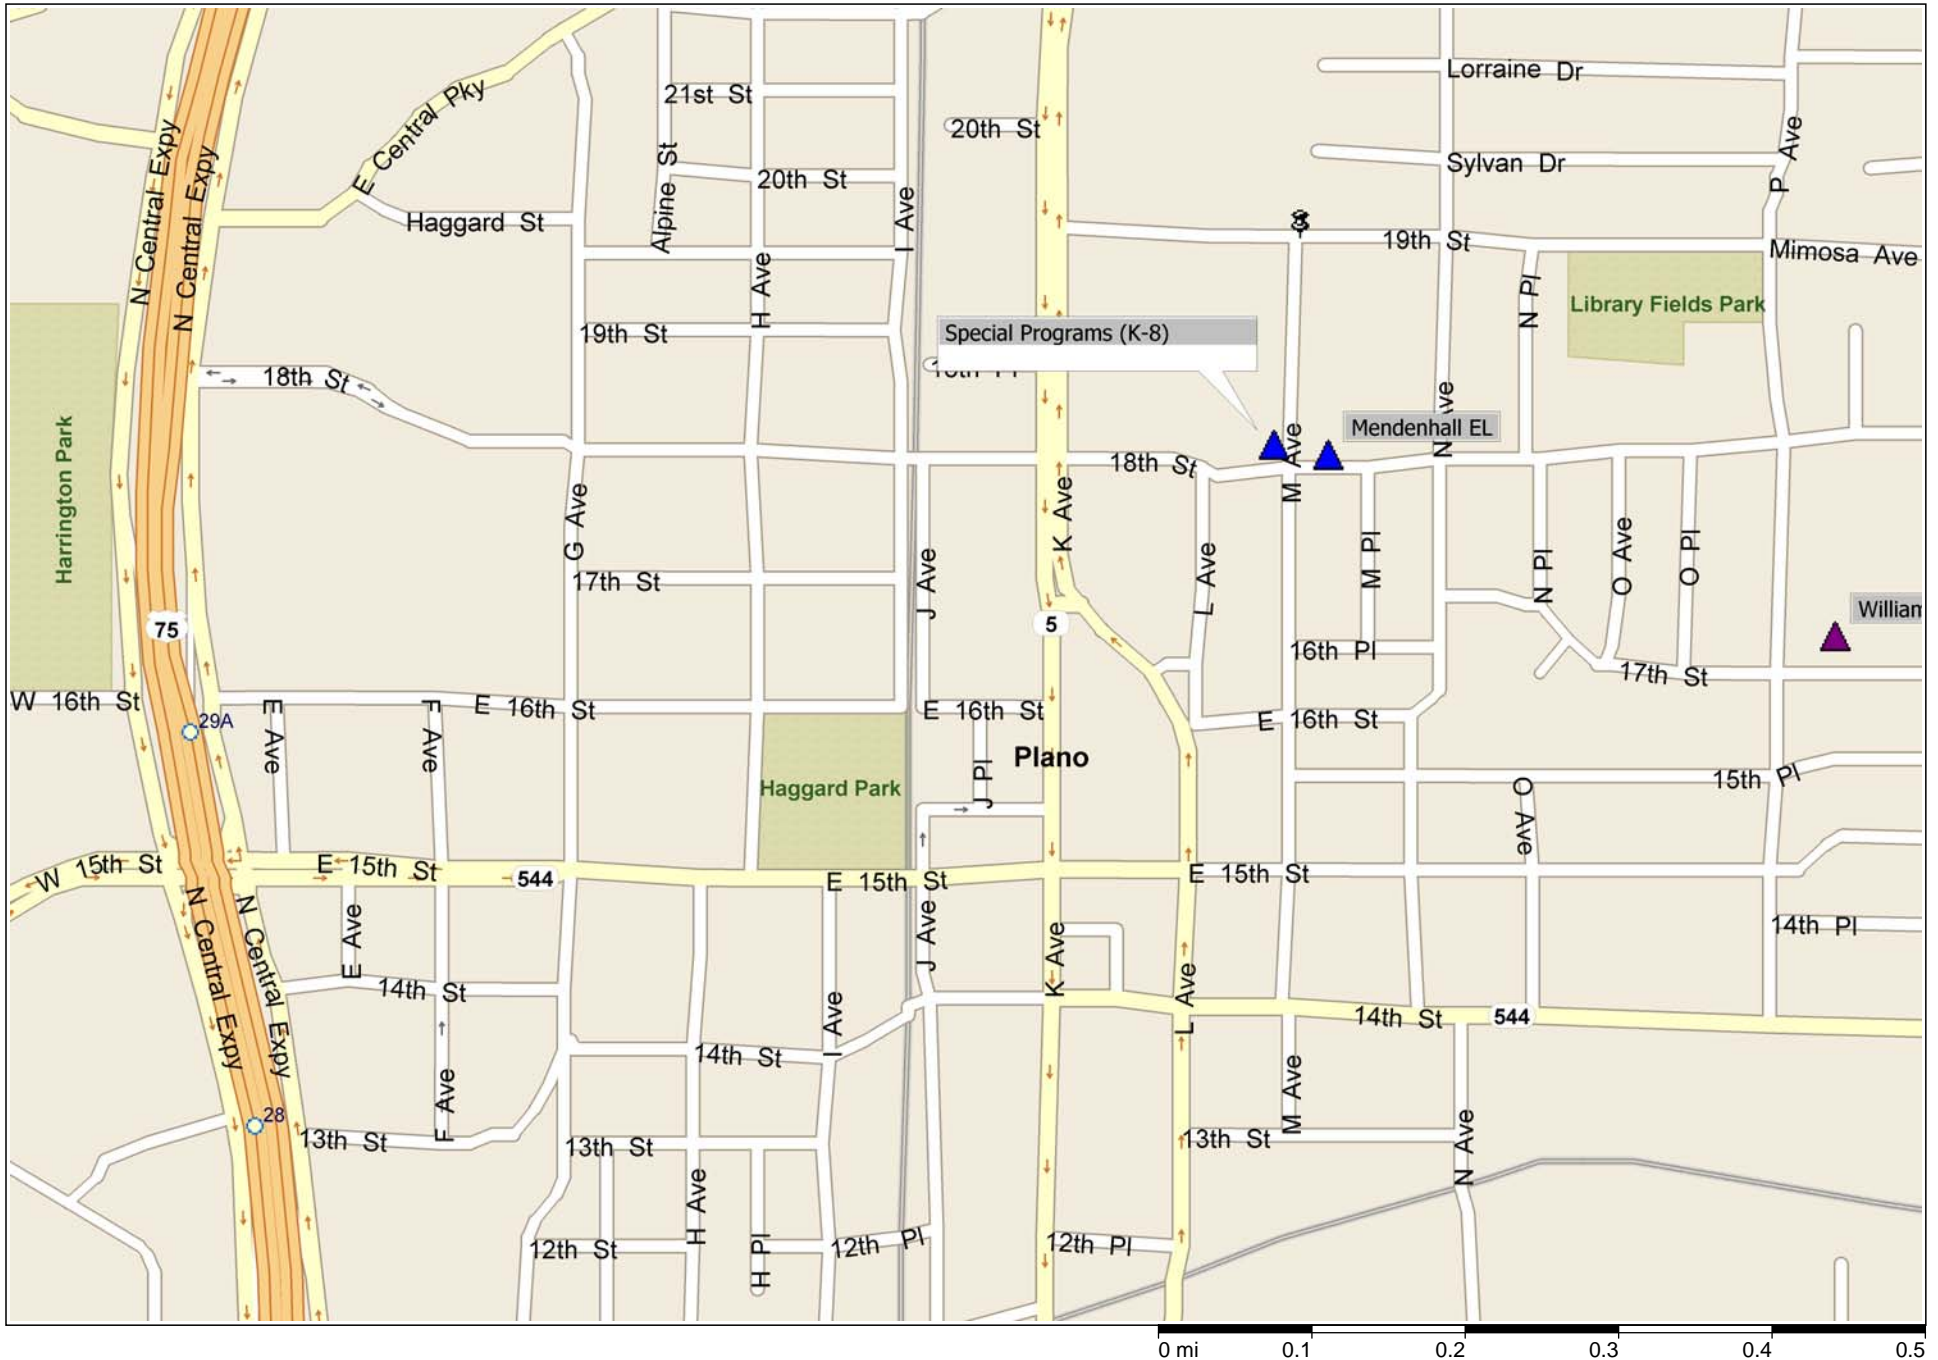 Lorraine Dr
E Central Pky
21st St
20th St
P Ave
N Central Expy
N Central Expy
Alpine St
20th St
Sylvan Dr
Haggard St
I Ave
19th St
Mimosa Ave
H Ave
N Pl
Library Fields Park
19th St
Special Programs (K-8)
18th St
N Ave
Mendenhall EL
Harrington Park
18th St
M Ave
G Ave
K Ave
J Ave
L Ave
M Pl
N Pl
O Ave
O Pl
17th St
75
5
William
16th Pl
17th St
W 16th St
29A
E Ave
F Ave
E 16th St
E 16th St
E 16th St
Plano
J Pl
Haggard Park
15th Pl
O Ave
W 15th St
E 15th St
544
E 15th St
E 15th St
N Central Expy
N Central Expy
E Ave
J Ave
K Ave
14th Pl
14th St
I Ave
L Ave
14th St
544
14th St
F Ave
M Ave
28
13th St
13th St
13th St
N Ave
H Ave
12th St
H Pl
12th Pl
12th Pl
0 mi 0.1 0.2 0.3 0.4 0.5